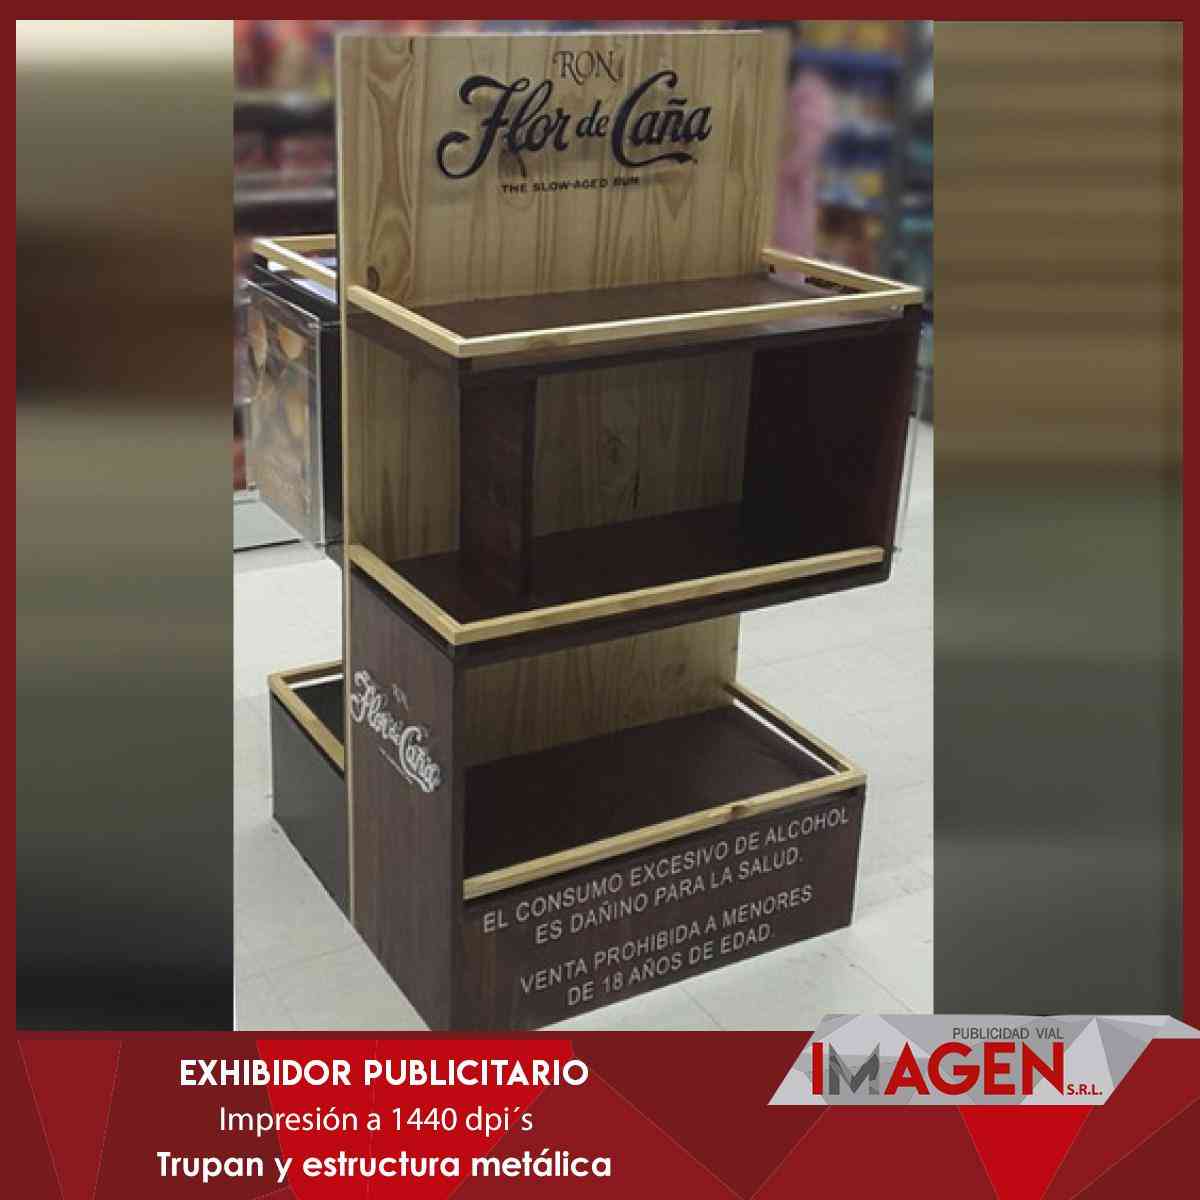 RON
Flor de Caña
THE SLOW-AGED RUM
RON
Flor de Caña
EL CONSUMO EXCESIVO DE ALCOHOL
ES DAÑINO PARA LA SALUD.
VENTA PROHIBIDA A MENORES
DE 18 AÑOS DE EDAD.
EXHIBIDOR PUBLICITARIO
Impresión a 1440 dpi´s
Trupan y estructura metálica
PUBLICIDAD VIAL
IMAGEN S.R.L.